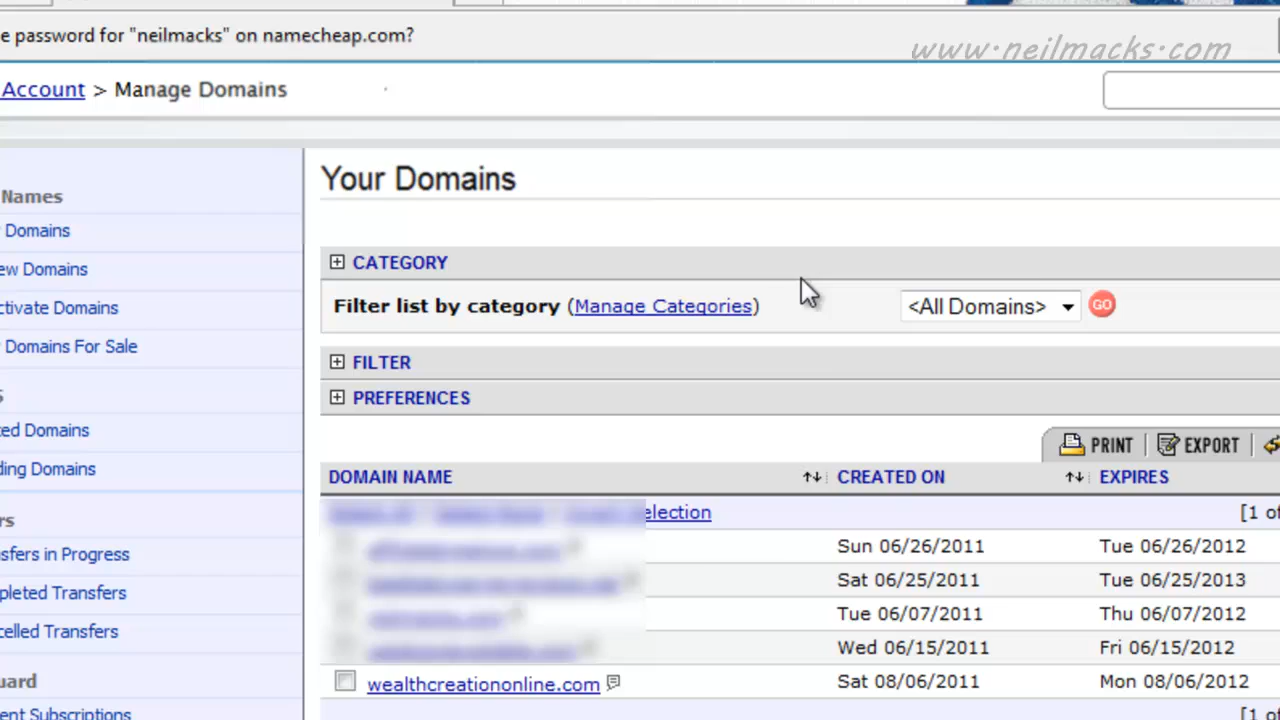 e password for "neilmacks" on namecheap.com?
www.neilmacks.com
Account > Manage Domains
Names
Domains
ew Domains
ctivate Domains
Domains For Sale
s
ted Domains
ding Domains
rs
sfers in Progress
pleted Transfers
celled Transfers
uard
ent Subscriptions
Your Domains
CATEGORY
Filter list by category (Manage Categories) <All Domains> GO
FILTER
PREFERENCES
PRINT EXPORT
DOMAIN NAME CREATED ON EXPIRES
election [1 of
Sun 06/26/2011 Tue 06/26/2012
Sat 06/25/2011 Tue 06/25/2013
Tue 06/07/2011 Thu 06/07/2012
Wed 06/15/2011 Fri 06/15/2012
wealthcreationonline.com Sat 08/06/2011 Mon 08/06/2012
[1 of